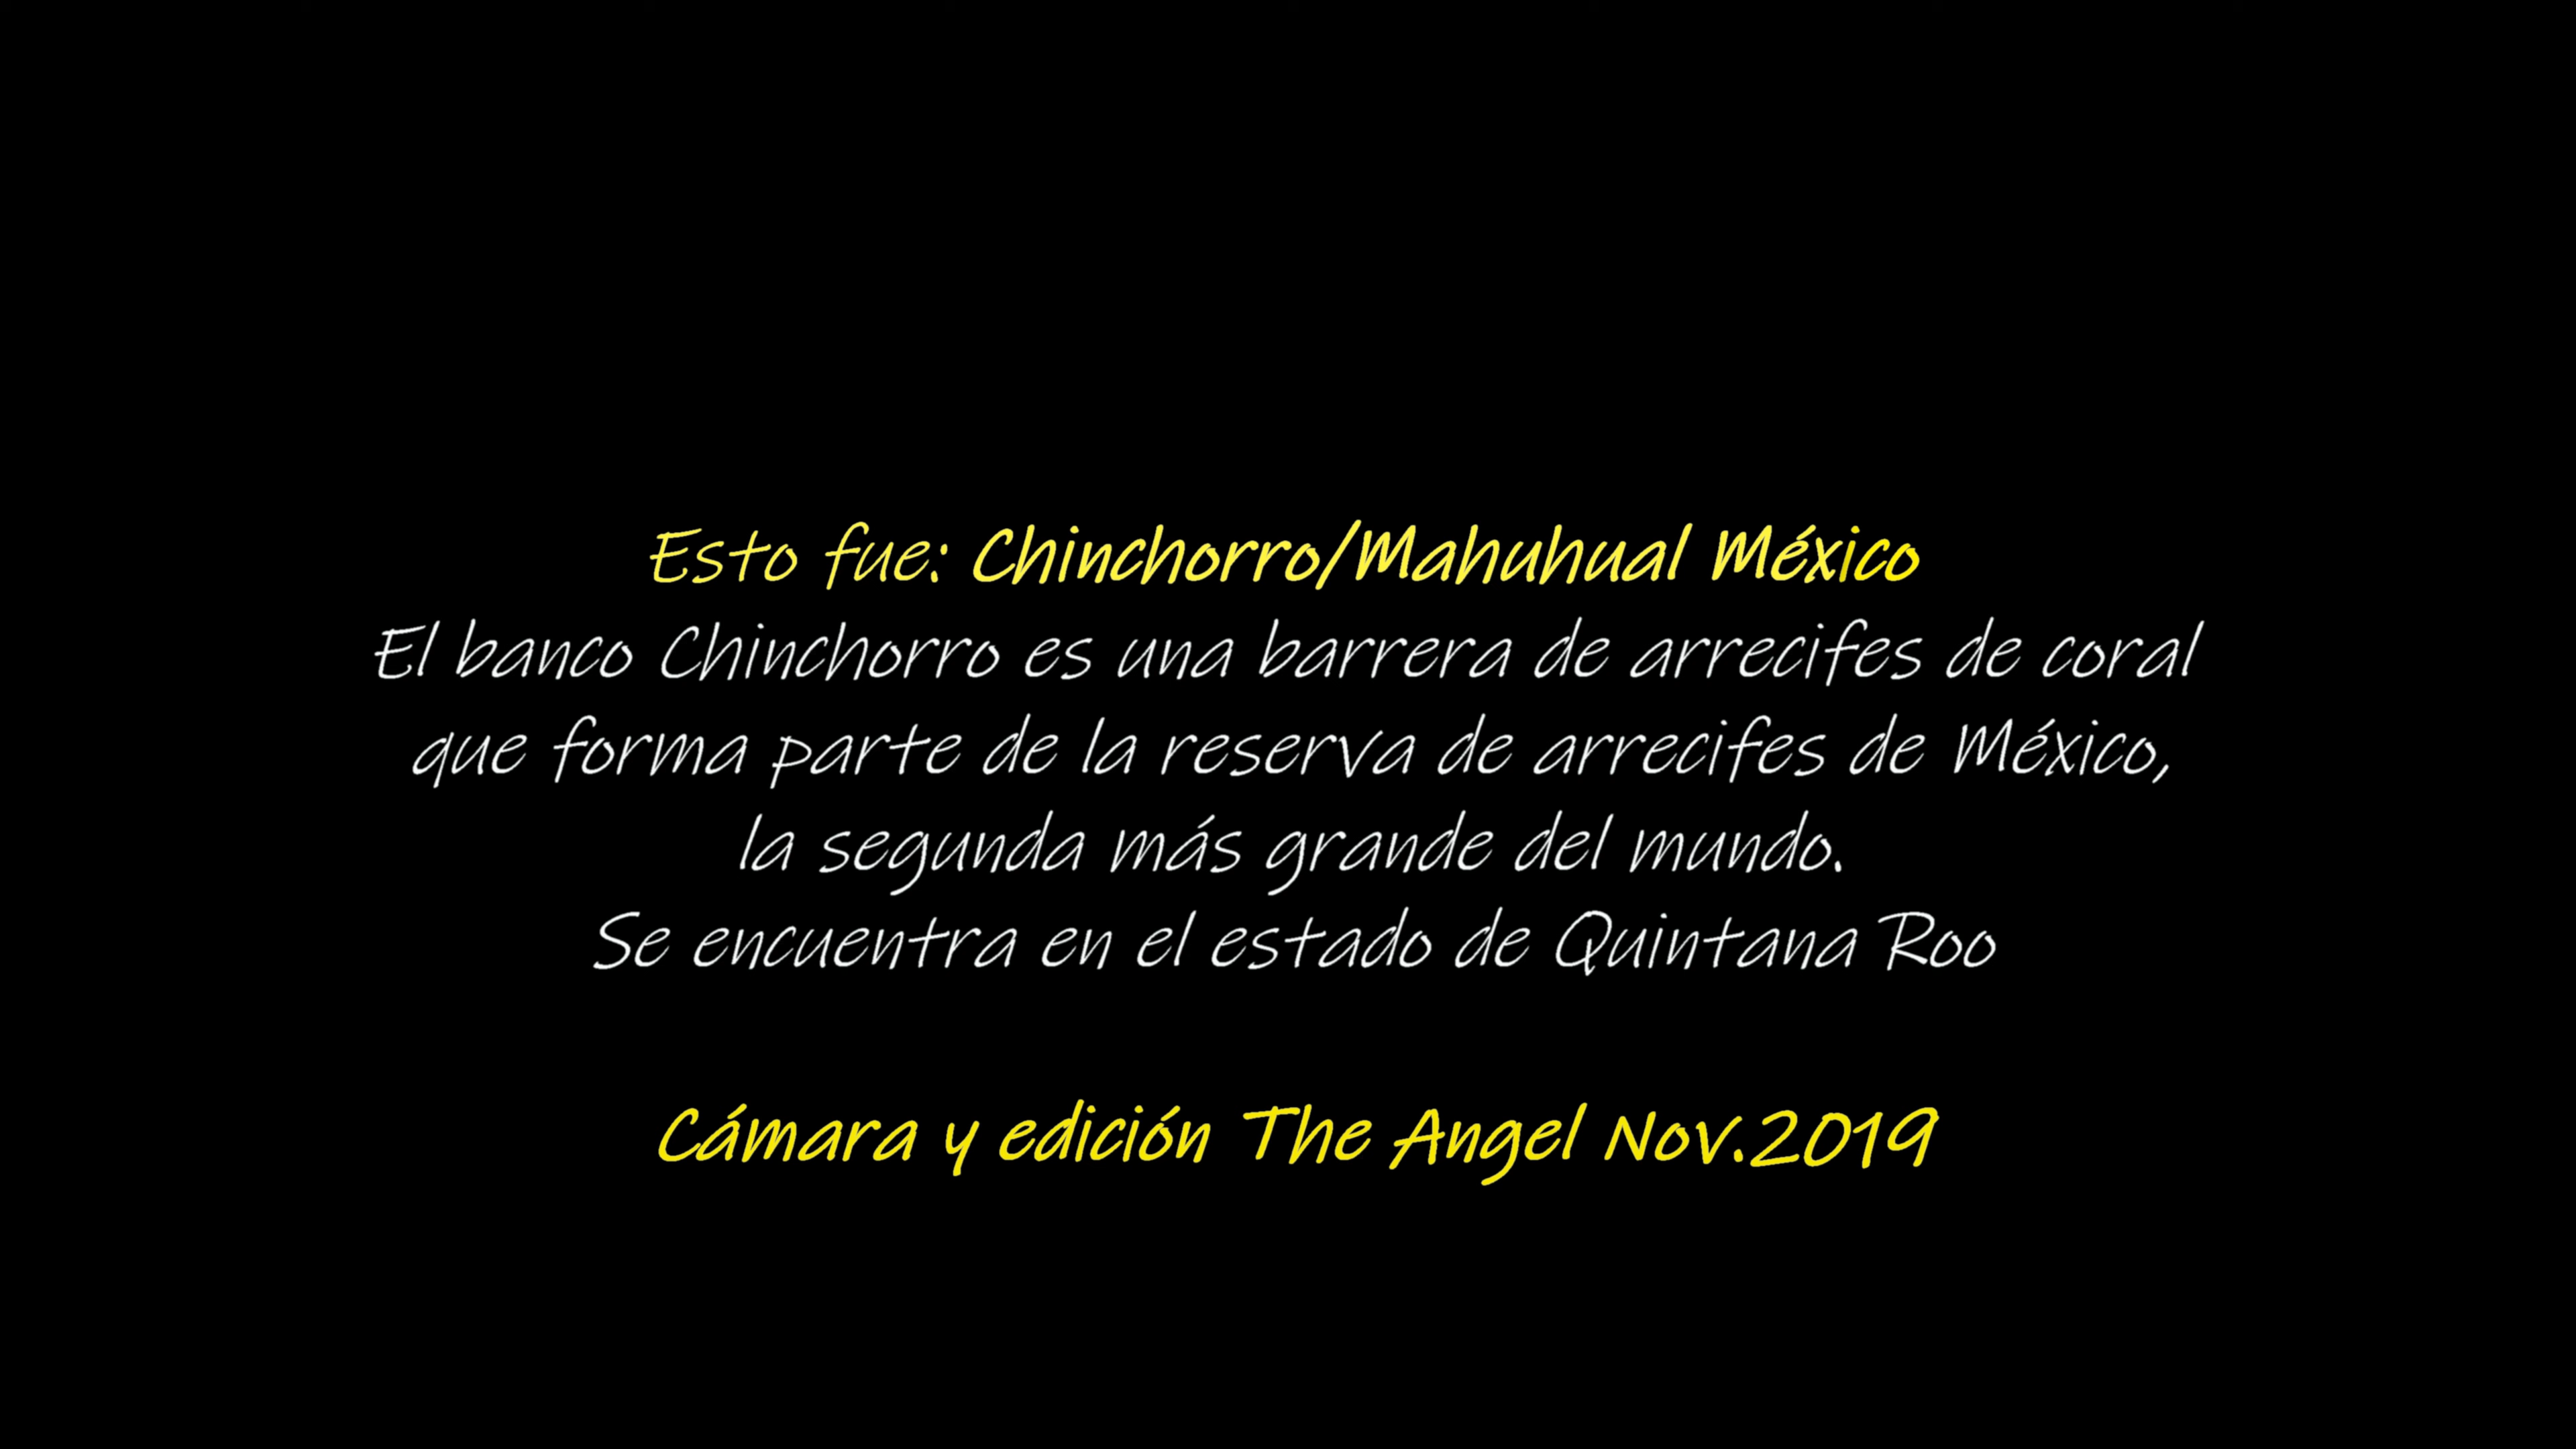 Esto fue: Chinchorro/Mahuhual México
El banco Chinchorro es una barrera de arrecifes de coral
que forma parte de la reserva de arrecifes de México,
la segunda más grande del mundo.
Se encuentra en el estado de Quintana Roo
Cámara y edición The Angel Nov.2019